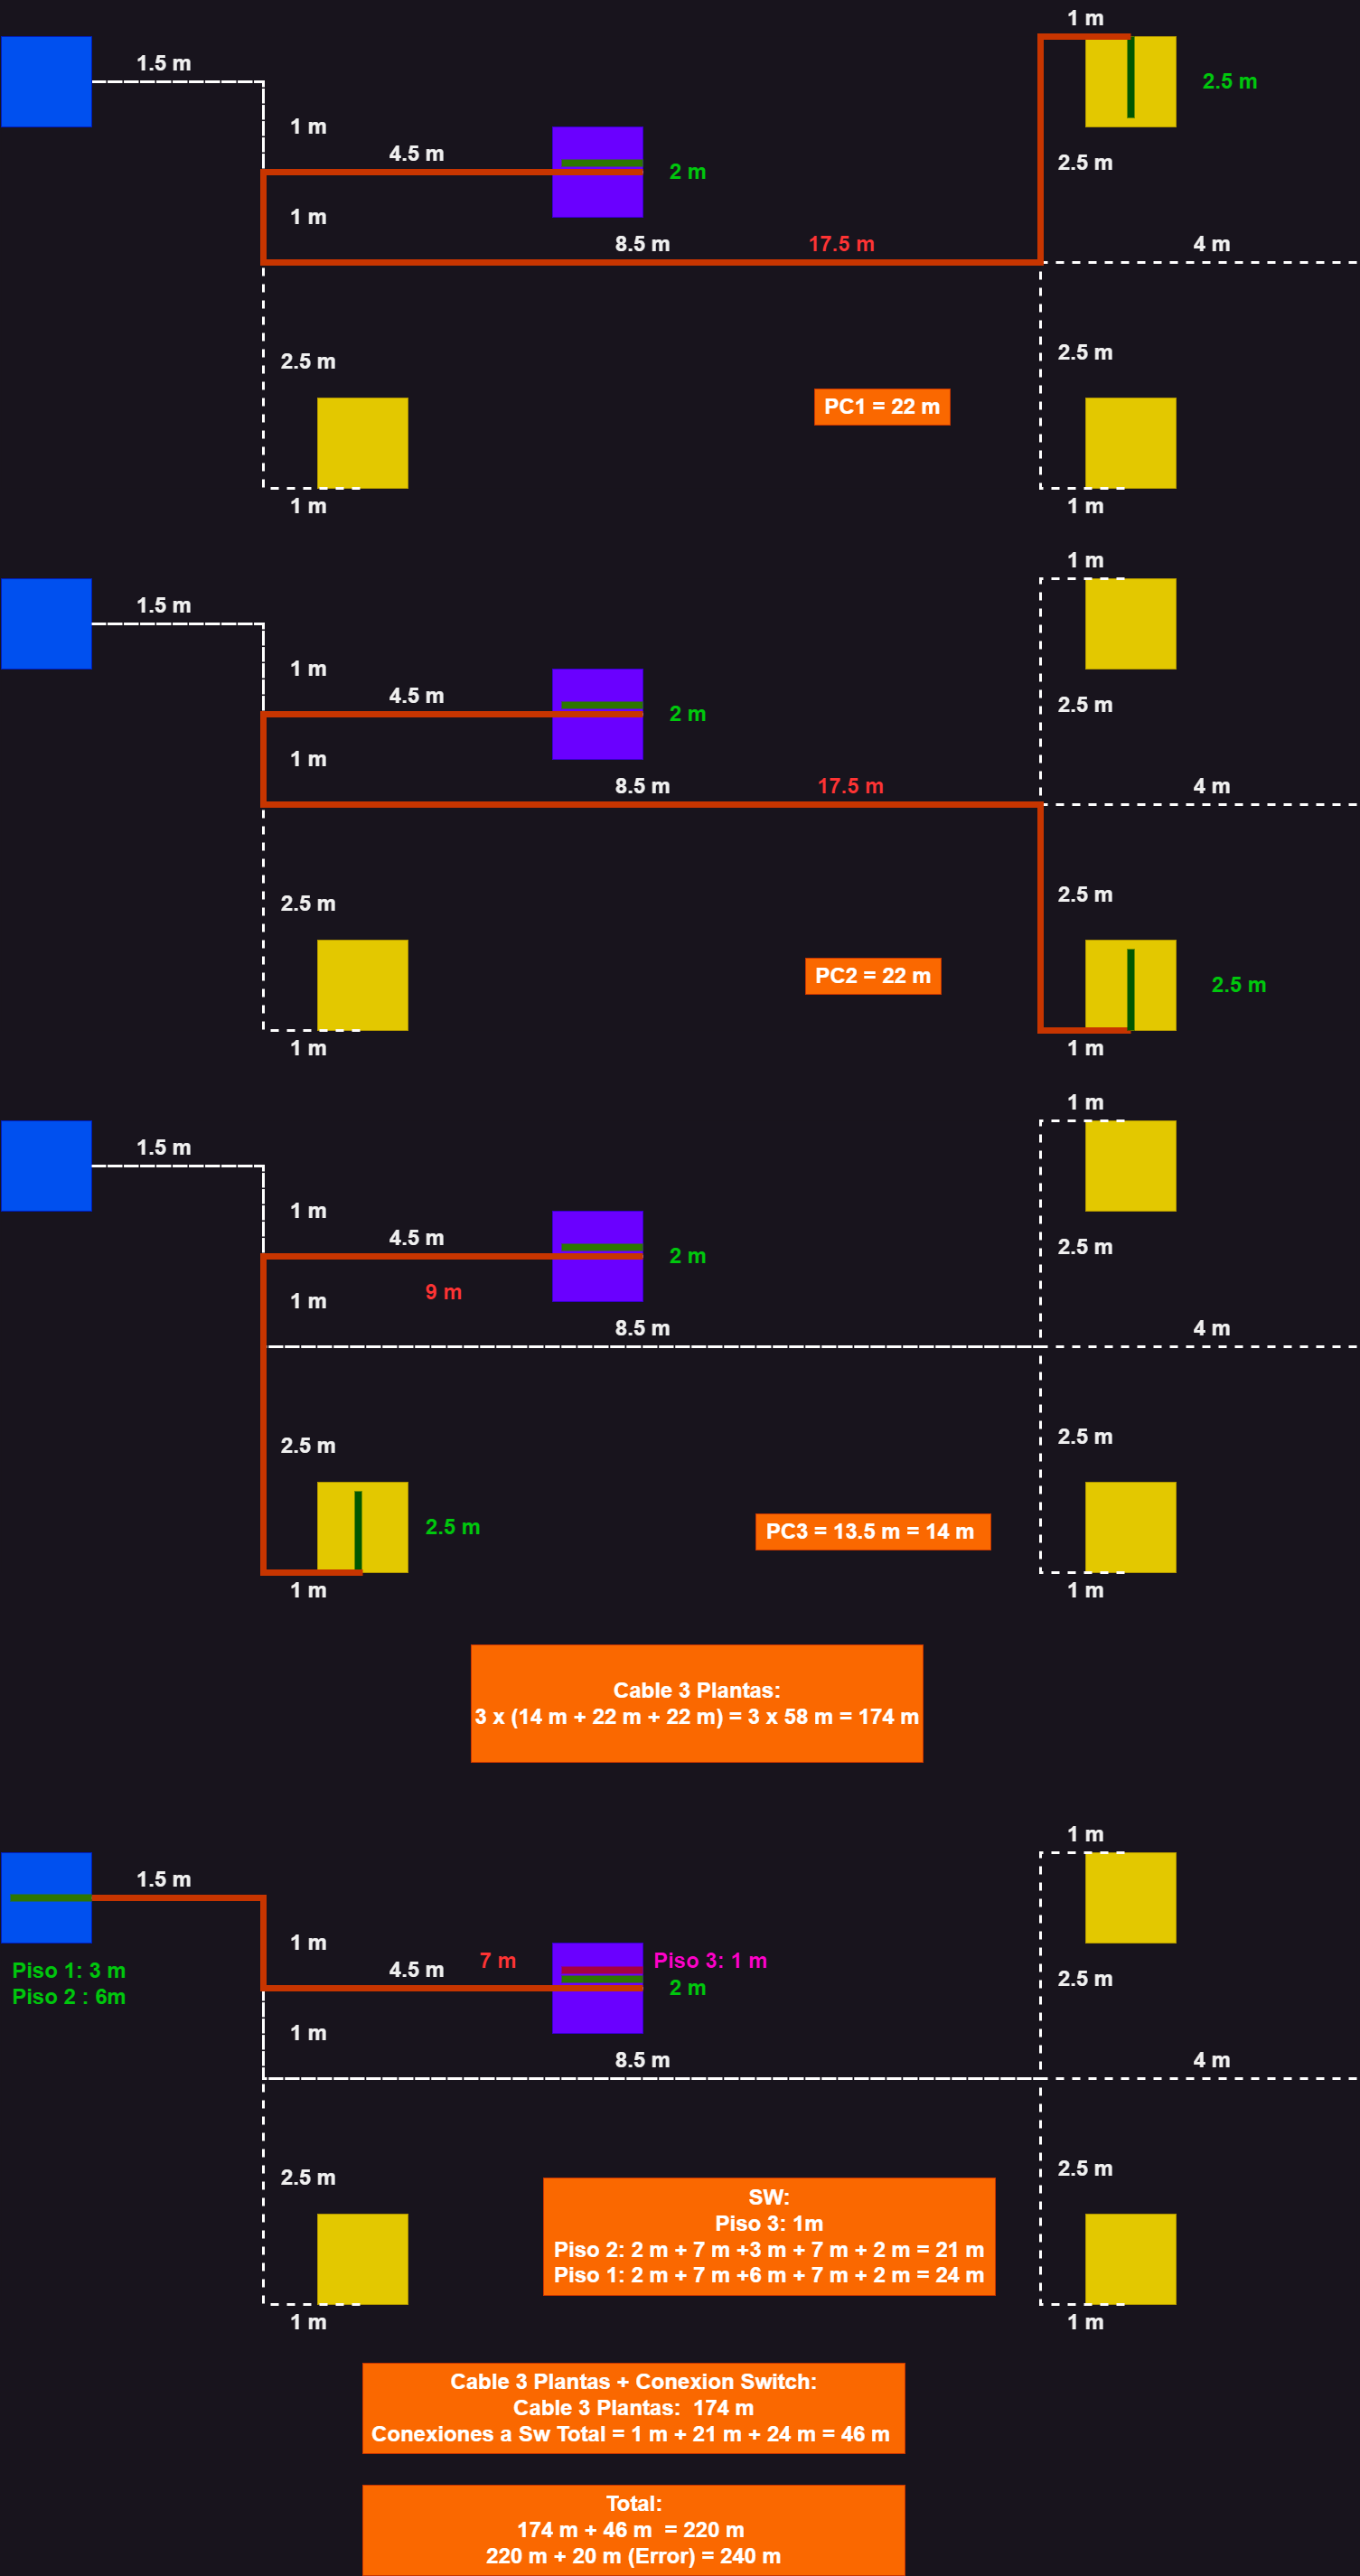 1 m
1.5 m
2.5 m
1 m
4.5 m
2.5 m
2 m
1 m
8.5 m
17.5 m
4 m
2.5 m
2.5 m
PC1 = 22 m
1 m
1 m
1 m
1.5 m
1 m
4.5 m
2.5 m
2 m
1 m
8.5 m
17.5 m
4 m
2.5 m
2.5 m
PC2 = 22 m
2.5 m
1 m
1 m
1 m
1.5 m
1 m
4.5 m
2.5 m
2 m
9 m
1 m
8.5 m
4 m
2.5 m
2.5 m
2.5 m
PC3 = 13.5 m = 14 m
1 m
1 m
Cable 3 Plantas:
3 x (14 m + 22 m + 22 m) = 3 x 58 m = 174 m
1 m
1.5 m
1 m
7 m
Piso 3: 1 m
4.5 m
Piso 1: 3 m
Piso 2 : 6m
2 m
2.5 m
1 m
8.5 m
4 m
2.5 m
2.5 m
SW:
Piso 3: 1m
Piso 2: 2 m + 7 m +3 m + 7 m + 2 m = 21 m
Piso 1: 2 m + 7 m +6 m + 7 m + 2 m = 24 m
1 m
1 m
Cable 3 Plantas + Conexion Switch:
Cable 3 Plantas: 174 m
Conexiones a Sw Total = 1 m + 21 m + 24 m = 46 m
Total:
174 m + 46 m = 220 m
220 m + 20 m (Error) = 240 m